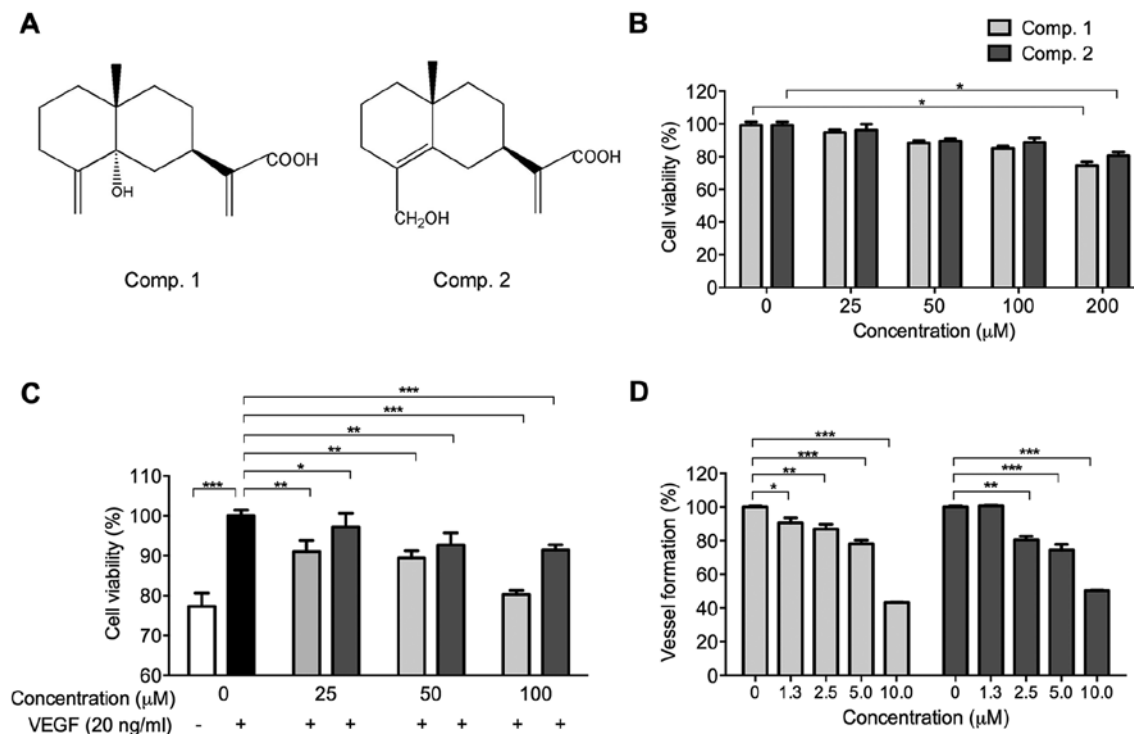 A
COOH
OH
Comp. 1
COOH
CH₂OH
Comp. 2
B
Comp. 1
Comp. 2
*
*
Cell viability (%)
120
100
80
60
40
20
0
0 25 50 100 200
Concentration (μM)
C
***
***
**
**
*
*** **
Cell viability (%)
110
100
90
80
70
60
Concentration (μM) 0 25 50 100
VEGF (20 ng/ml) - + + + + + + +
D
***
***
**
*
***
***
**
Vessel formation (%)
120
100
80
60
40
20
0
0 1.3 2.5 5.0 10.0 0 1.3 2.5 5.0 10.0
Concentration (μM)